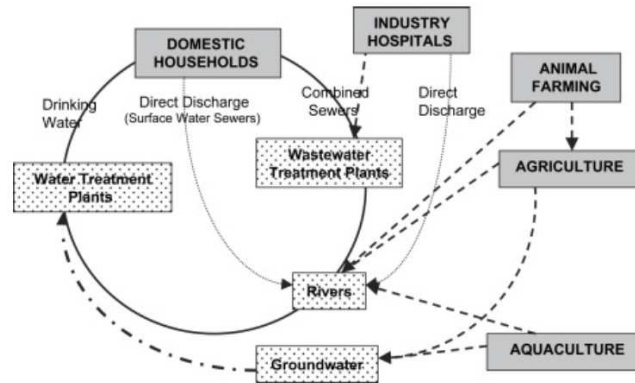 DOMESTIC
HOUSEHOLDS
INDUSTRY
HOSPITALS
ANIMAL
FARMING
Drinking
Water
Direct Discharge
(Surface Water Sewers)
Combined
Sewers
Direct
Discharge
Water Treatment
Plants
Wastewater
Treatment Plants
AGRICULTURE
Rivers
Groundwater
AQUACULTURE